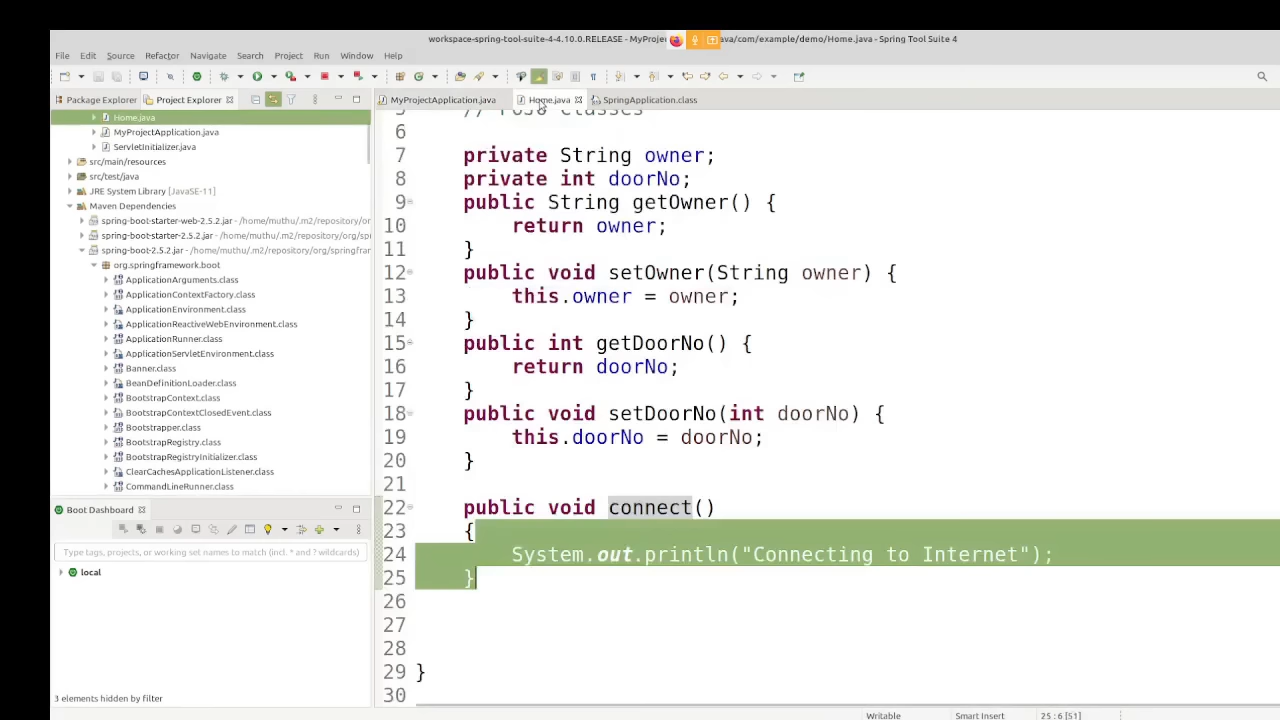 workspace-spring-tool-suite-4-4.10.0.RELEASE - MyProje ava/com/example/demo/Home.java - Spring Tool Suite 4
File Edit Source Refactor Navigate Search Project Run Window Help
Package Explorer Project Explorer MyProjectApplication.java Home.java SpringApplication.class
Home.java
MyProjectApplication.java
ServletInitializer.java
src/main/resources
src/test/java
JRE System Library [JavaSE-11]
Maven Dependencies
spring-boot-starter-web-2.5.2.jar - /home/muthu/.m2/repository/or
spring-boot-starter-2.5.2.jar - /home/muthu/.m2/repository/org/spi
spring-boot-2.5.2.jar - /home/muthu/.m2/repository/org/springfran
org.springframework.boot
ApplicationArguments.class
ApplicationContextFactory.class
ApplicationEnvironment.class
ApplicationReactiveWebEnvironment.class
ApplicationRunner.class
ApplicationServletEnvironment.class
Banner.class
BeanDefinitionLoader.class
BootstrapContext.class
BootstrapContextClosedEvent.class
Bootstrapper.class
BootstrapRegistry.class
BootstrapRegistryInitializer.class
ClearCachesApplicationListener.class
CommandLineRunner.class
Boot Dashboard
Type tags, projects, or working set names to match (incl. * and ? wildcards)
local
3 elements hidden by filter
5 // POJO Classes
6
7 private String owner;
8 private int doorNo;
9 public String getOwner() {
10 return owner;
11 }
12 public void setOwner(String owner) {
13 this.owner = owner;
14 }
15 public int getDoorNo() {
16 return doorNo;
17 }
18 public void setDoorNo(int doorNo) {
19 this.doorNo = doorNo;
20 }
21
22 public void connect()
23 {
24 System.out.println("Connecting to Internet");
25 }
26
27
28
29 }
30
Writable Smart Insert 25 : 6 [51]